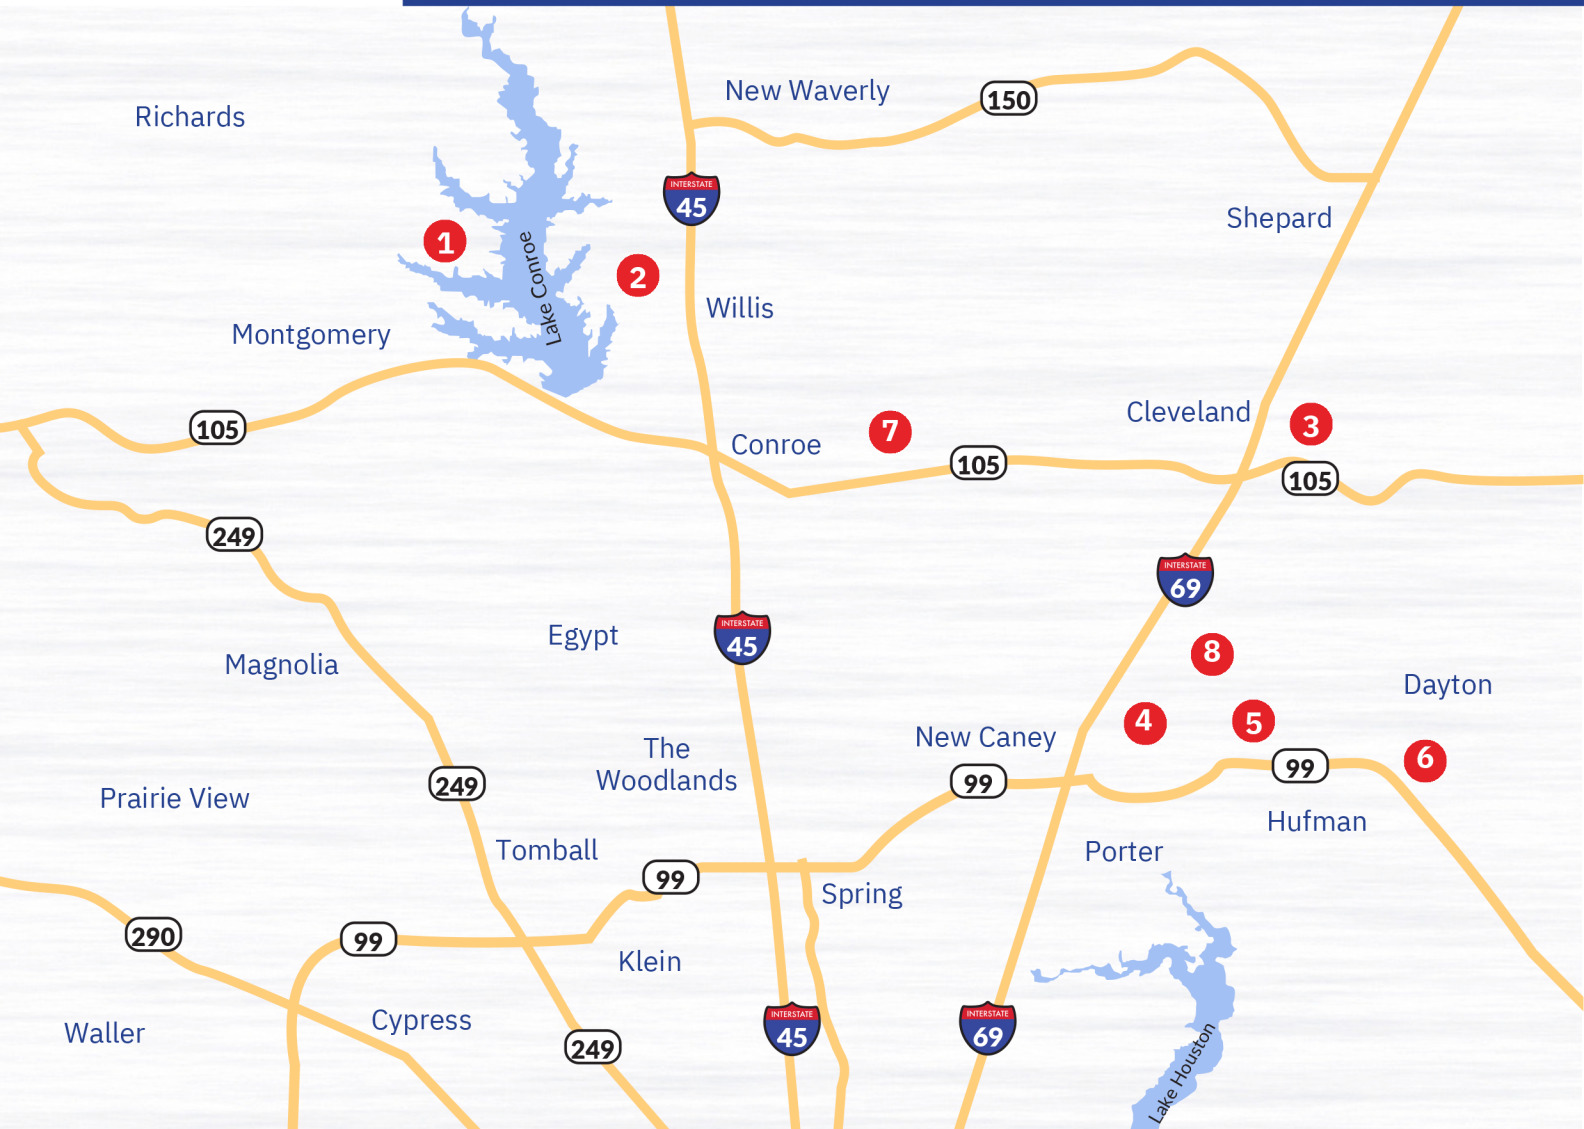 New Waverly
150
Richards
INTERSTATE
45
Shepard
1
Lake Conroe
2
Willis
Montgomery
Cleveland
3
105
7
Conroe
105
105
249
INTERSTATE
69
INTERSTATE
45
Egypt
8
Magnolia
Dayton
4
5
New Caney
The
Woodlands
6
99
99
249
Prairie View
Hufman
Tomball
Porter
99
Spring
290
99
Klein
Cypress
Waller
INTERSTATE
45
INTERSTATE
69
249
Lake Houston